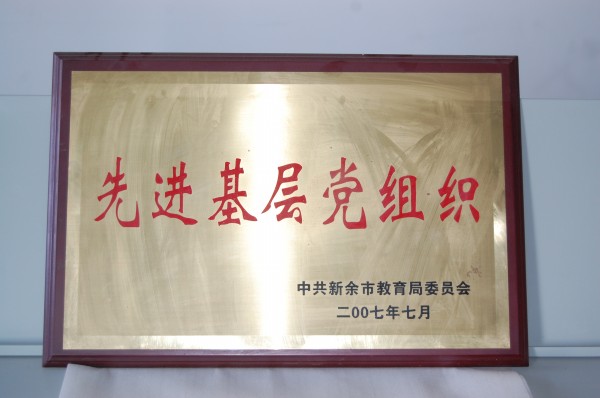 先进基层党组织
中共新余市教育局委员会
二00七年七月